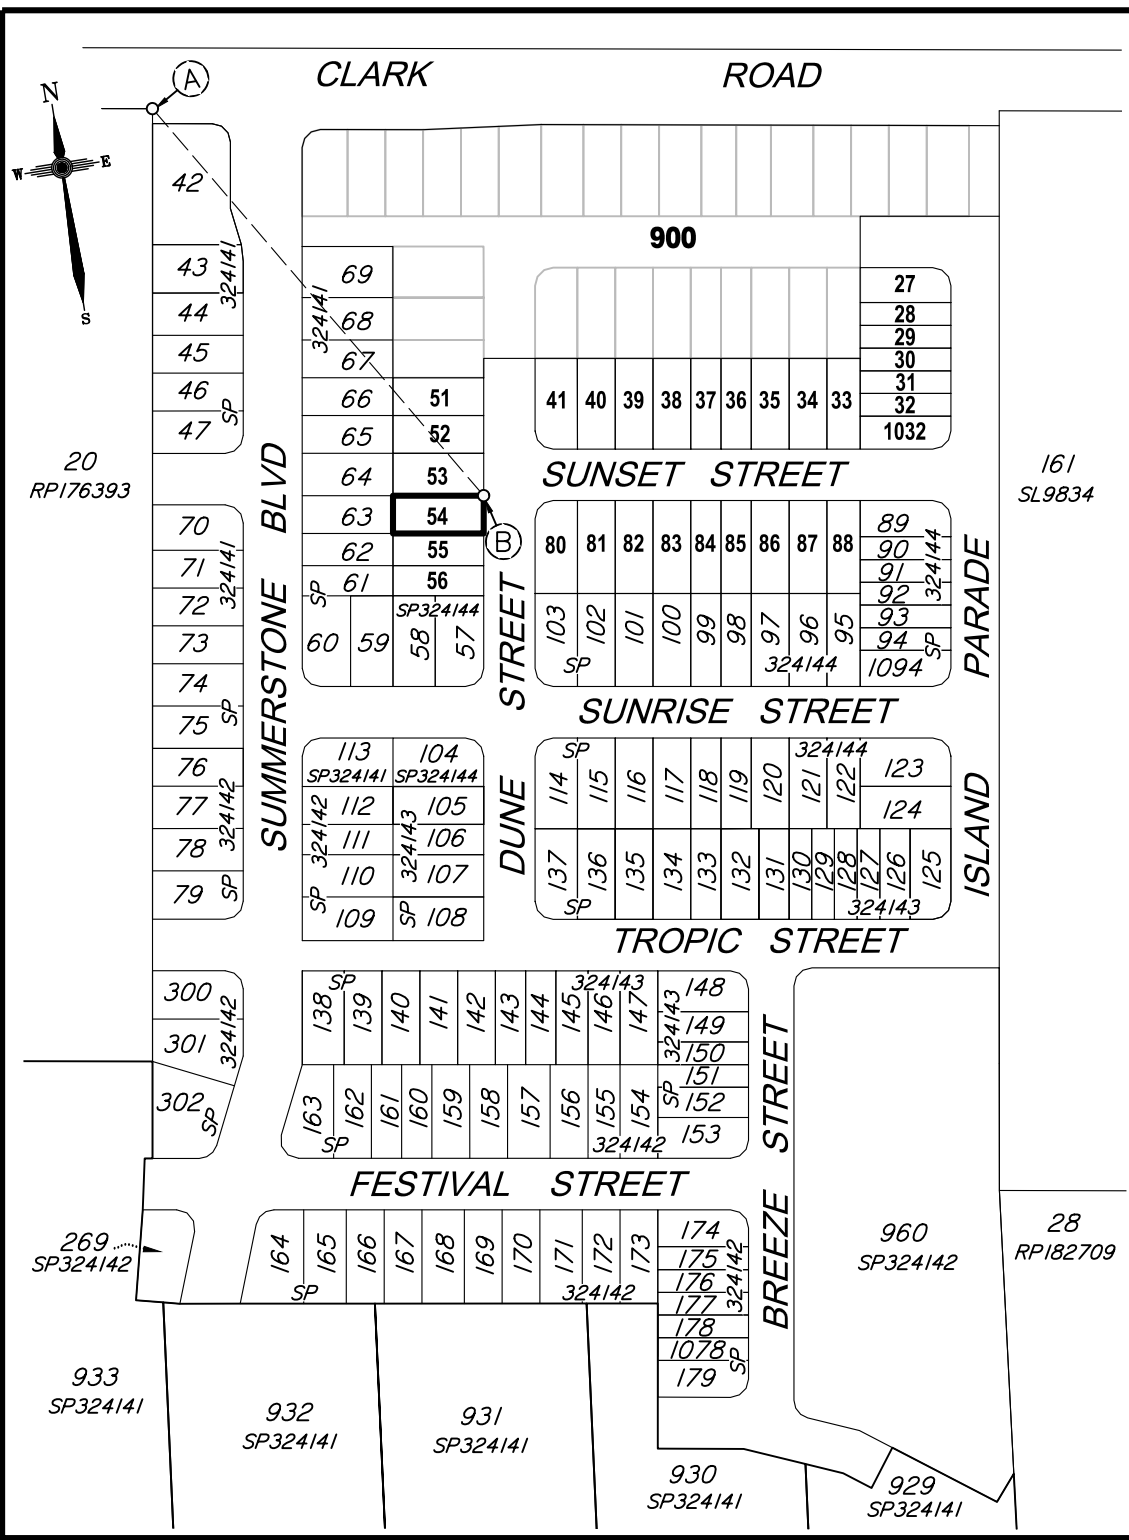 CLARK ROAD
A
N
W E
S
42
43
44
45
46
47
324141
SP
900
69
68
67
66
65
64
63
62
61
324141
SP
60 59
51
52
53
54
55
56
SP324144
58 57
B
27
28
29
30
31
32
1032
41 40 39 38 37 36 35 34 33
SUNSET STREET
20
RP176393
161
SL9834
SUMMERSTONE BLVD
DUNE STREET
ISLAND PARADE
70
71
72
73
74
75
76
77
78
79
324141
SP
324142
SP
80 81 82 83 84 85 86 87 88
103 102 101 100 99 98 97 96 95
SP 324144
89
90
91
92
93
94
1094
324144
SP
SUNRISE STREET
113
SP324141
112
111
110
109
324142
SP
104
SP324144
105
106
107
108
324143
SP
SP 324144
114 115 116 117 118 119 120 121 122
123
124
137 136 135 134 133 132 131 130 129 128 127 126 125
SP 324143
TROPIC STREET
300
301
302
324142
SP
SP 324143
138 139 140 141 142 143 144 145 146 147
148
149
150
151
152
153
324143
SP
163 162 161 160 159 158 157 156 155 154
SP 324142
BREEZE STREET
FESTIVAL STREET
269
SP324142
164 165 166 167 168 169 170 171 172 173
SP 324142
174
175
176
177
178
1078
179
324142
SP
960
SP324142
28
RP182709
933
SP324141
932
SP324141
931
SP324141
930
SP324141
929
SP324141